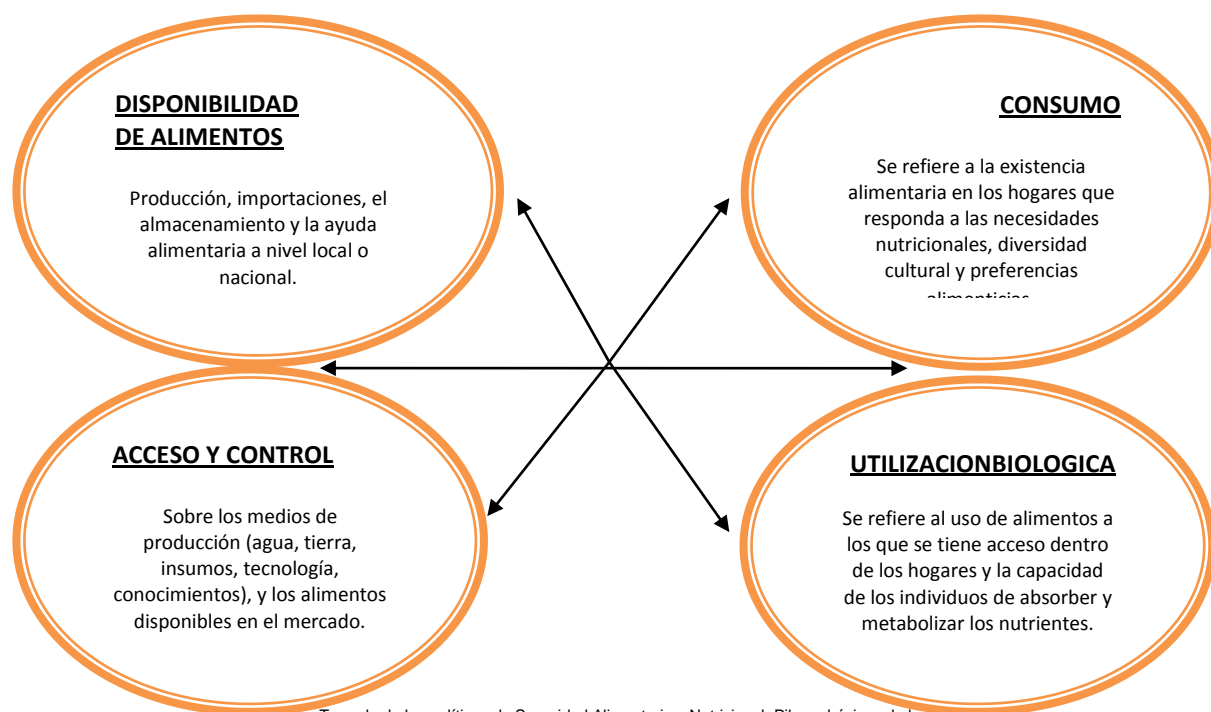 DISPONIBILIDAD
DE ALIMENTOS
Producción, importaciones, el
almacenamiento y la ayuda
alimentaria a nivel local o
nacional.
CONSUMO
Se refiere a la existencia
alimentaria en los hogares que
responda a las necesidades
nutricionales, diversidad
cultural y preferencias
alimenticias
ACCESO Y CONTROL
Sobre los medios de
producción (agua, tierra,
insumos, tecnología,
conocimientos), y los alimentos
disponibles en el mercado.
UTILIZACIONBIOLOGICA
Se refiere al uso de alimentos a
los que se tiene acceso dentro
de los hogares y la capacidad
de los individuos de absorber y
metabolizar los nutrientes.